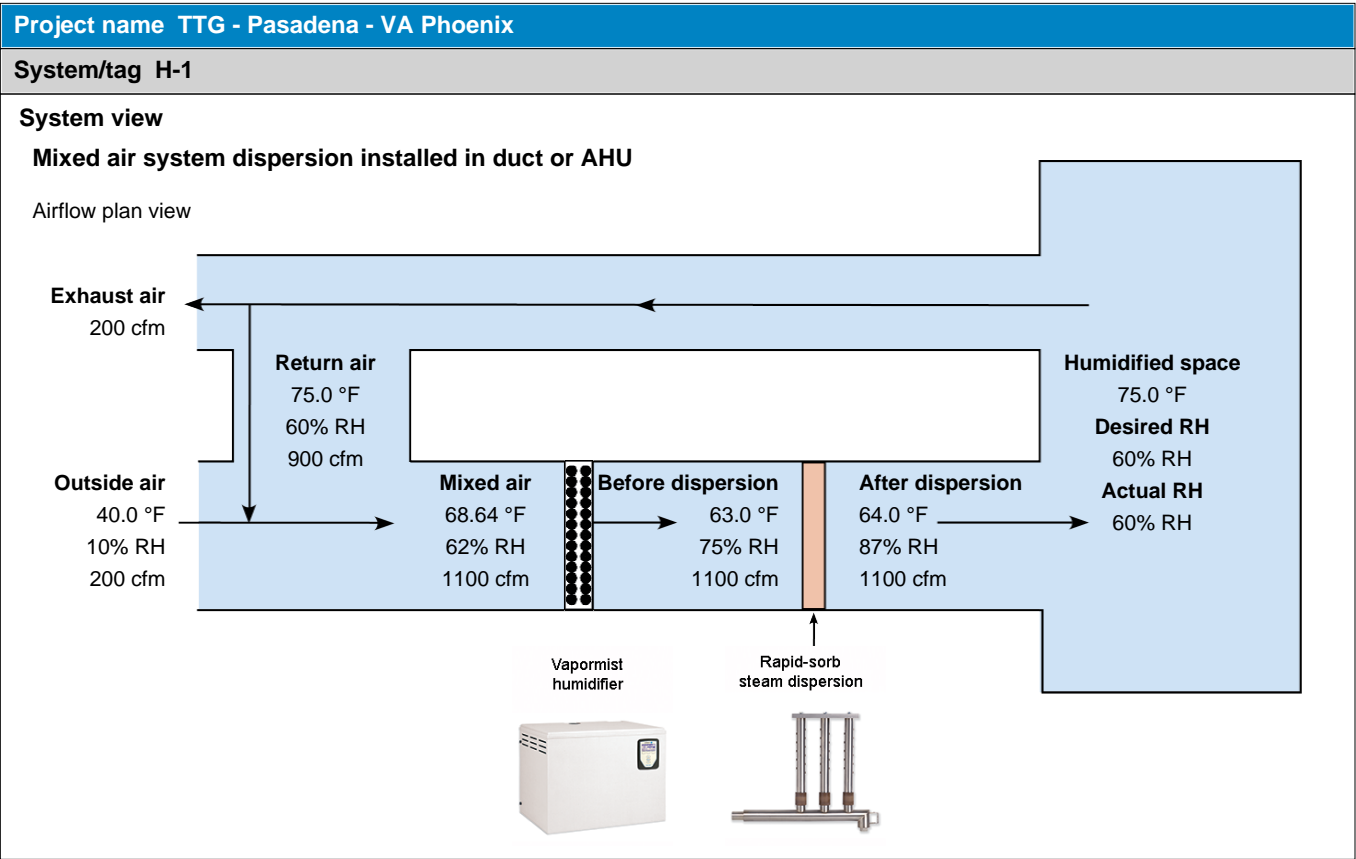 Project name TTG - Pasadena - VA Phoenix
System/tag H-1
System view
Mixed air system dispersion installed in duct or AHU
Airflow plan view
Exhaust air
200 cfm
Return air
75.0 °F
60% RH
900 cfm
Humidified space
75.0 °F
Desired RH
60% RH
Actual RH
60% RH
Outside air
40.0 °F
10% RH
200 cfm
Mixed air
68.64 °F
62% RH
1100 cfm
Before dispersion
63.0 °F
75% RH
1100 cfm
After dispersion
64.0 °F
87% RH
1100 cfm
Vapormist
humidifier
Rapid-sorb
steam dispersion